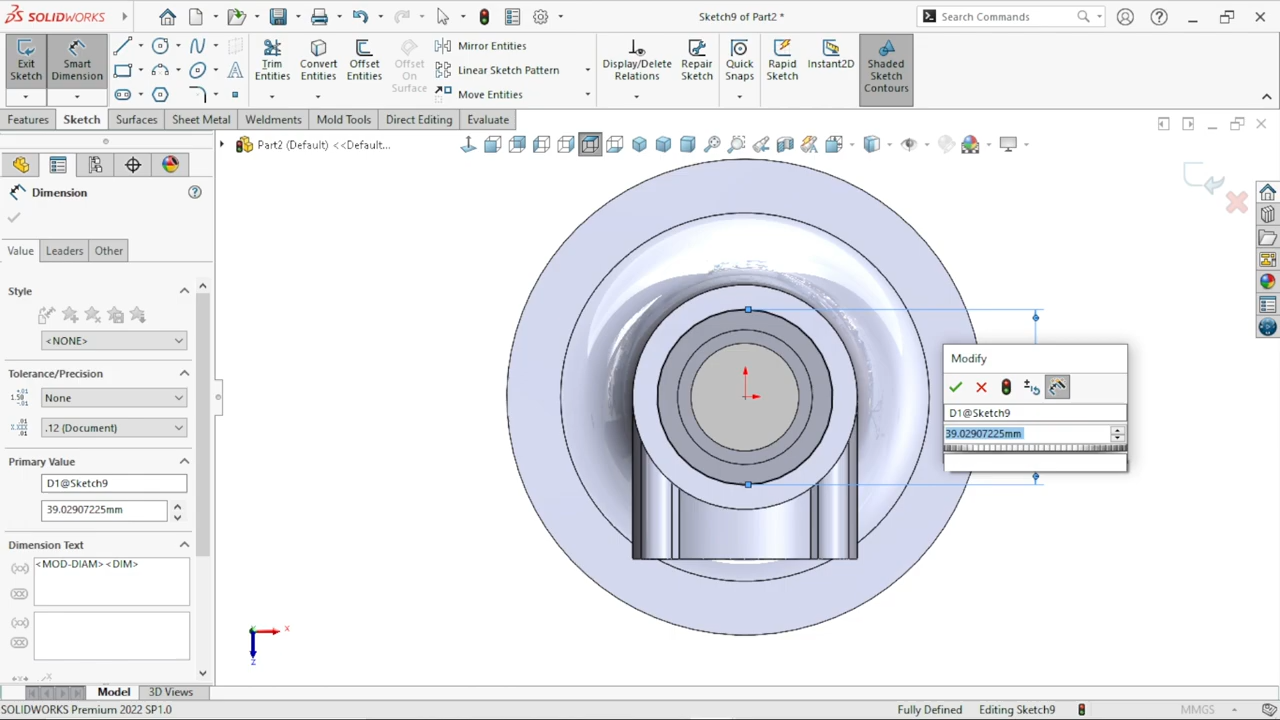 SOLIDWORKS
Sketch9 of Part2 *
Search Commands
Exit Sketch
Smart Dimension
Trim Entities
Convert Entities
Offset Entities
Offset On Surface
Mirror Entities
Linear Sketch Pattern
Move Entities
Display/Delete Relations
Repair Sketch
Quick Snaps
Rapid Sketch
Instant2D
Shaded Sketch Contours
Features
Sketch
Surfaces
Sheet Metal
Weldments
Mold Tools
Direct Editing
Evaluate
Part2 (Default) <<Default...
Dimension
Value
Leaders
Other
Style
<NONE>
Tolerance/Precision
None
.12 (Document)
Primary Value
D1@Sketch9
39.02907225mm
Dimension Text
<MOD-DIAM><DIM>
Modify
D1@Sketch9
39.02907225mm
x
z
Model
3D Views
SOLIDWORKS Premium 2022 SP1.0
Fully Defined
Editing Sketch9
MMGS